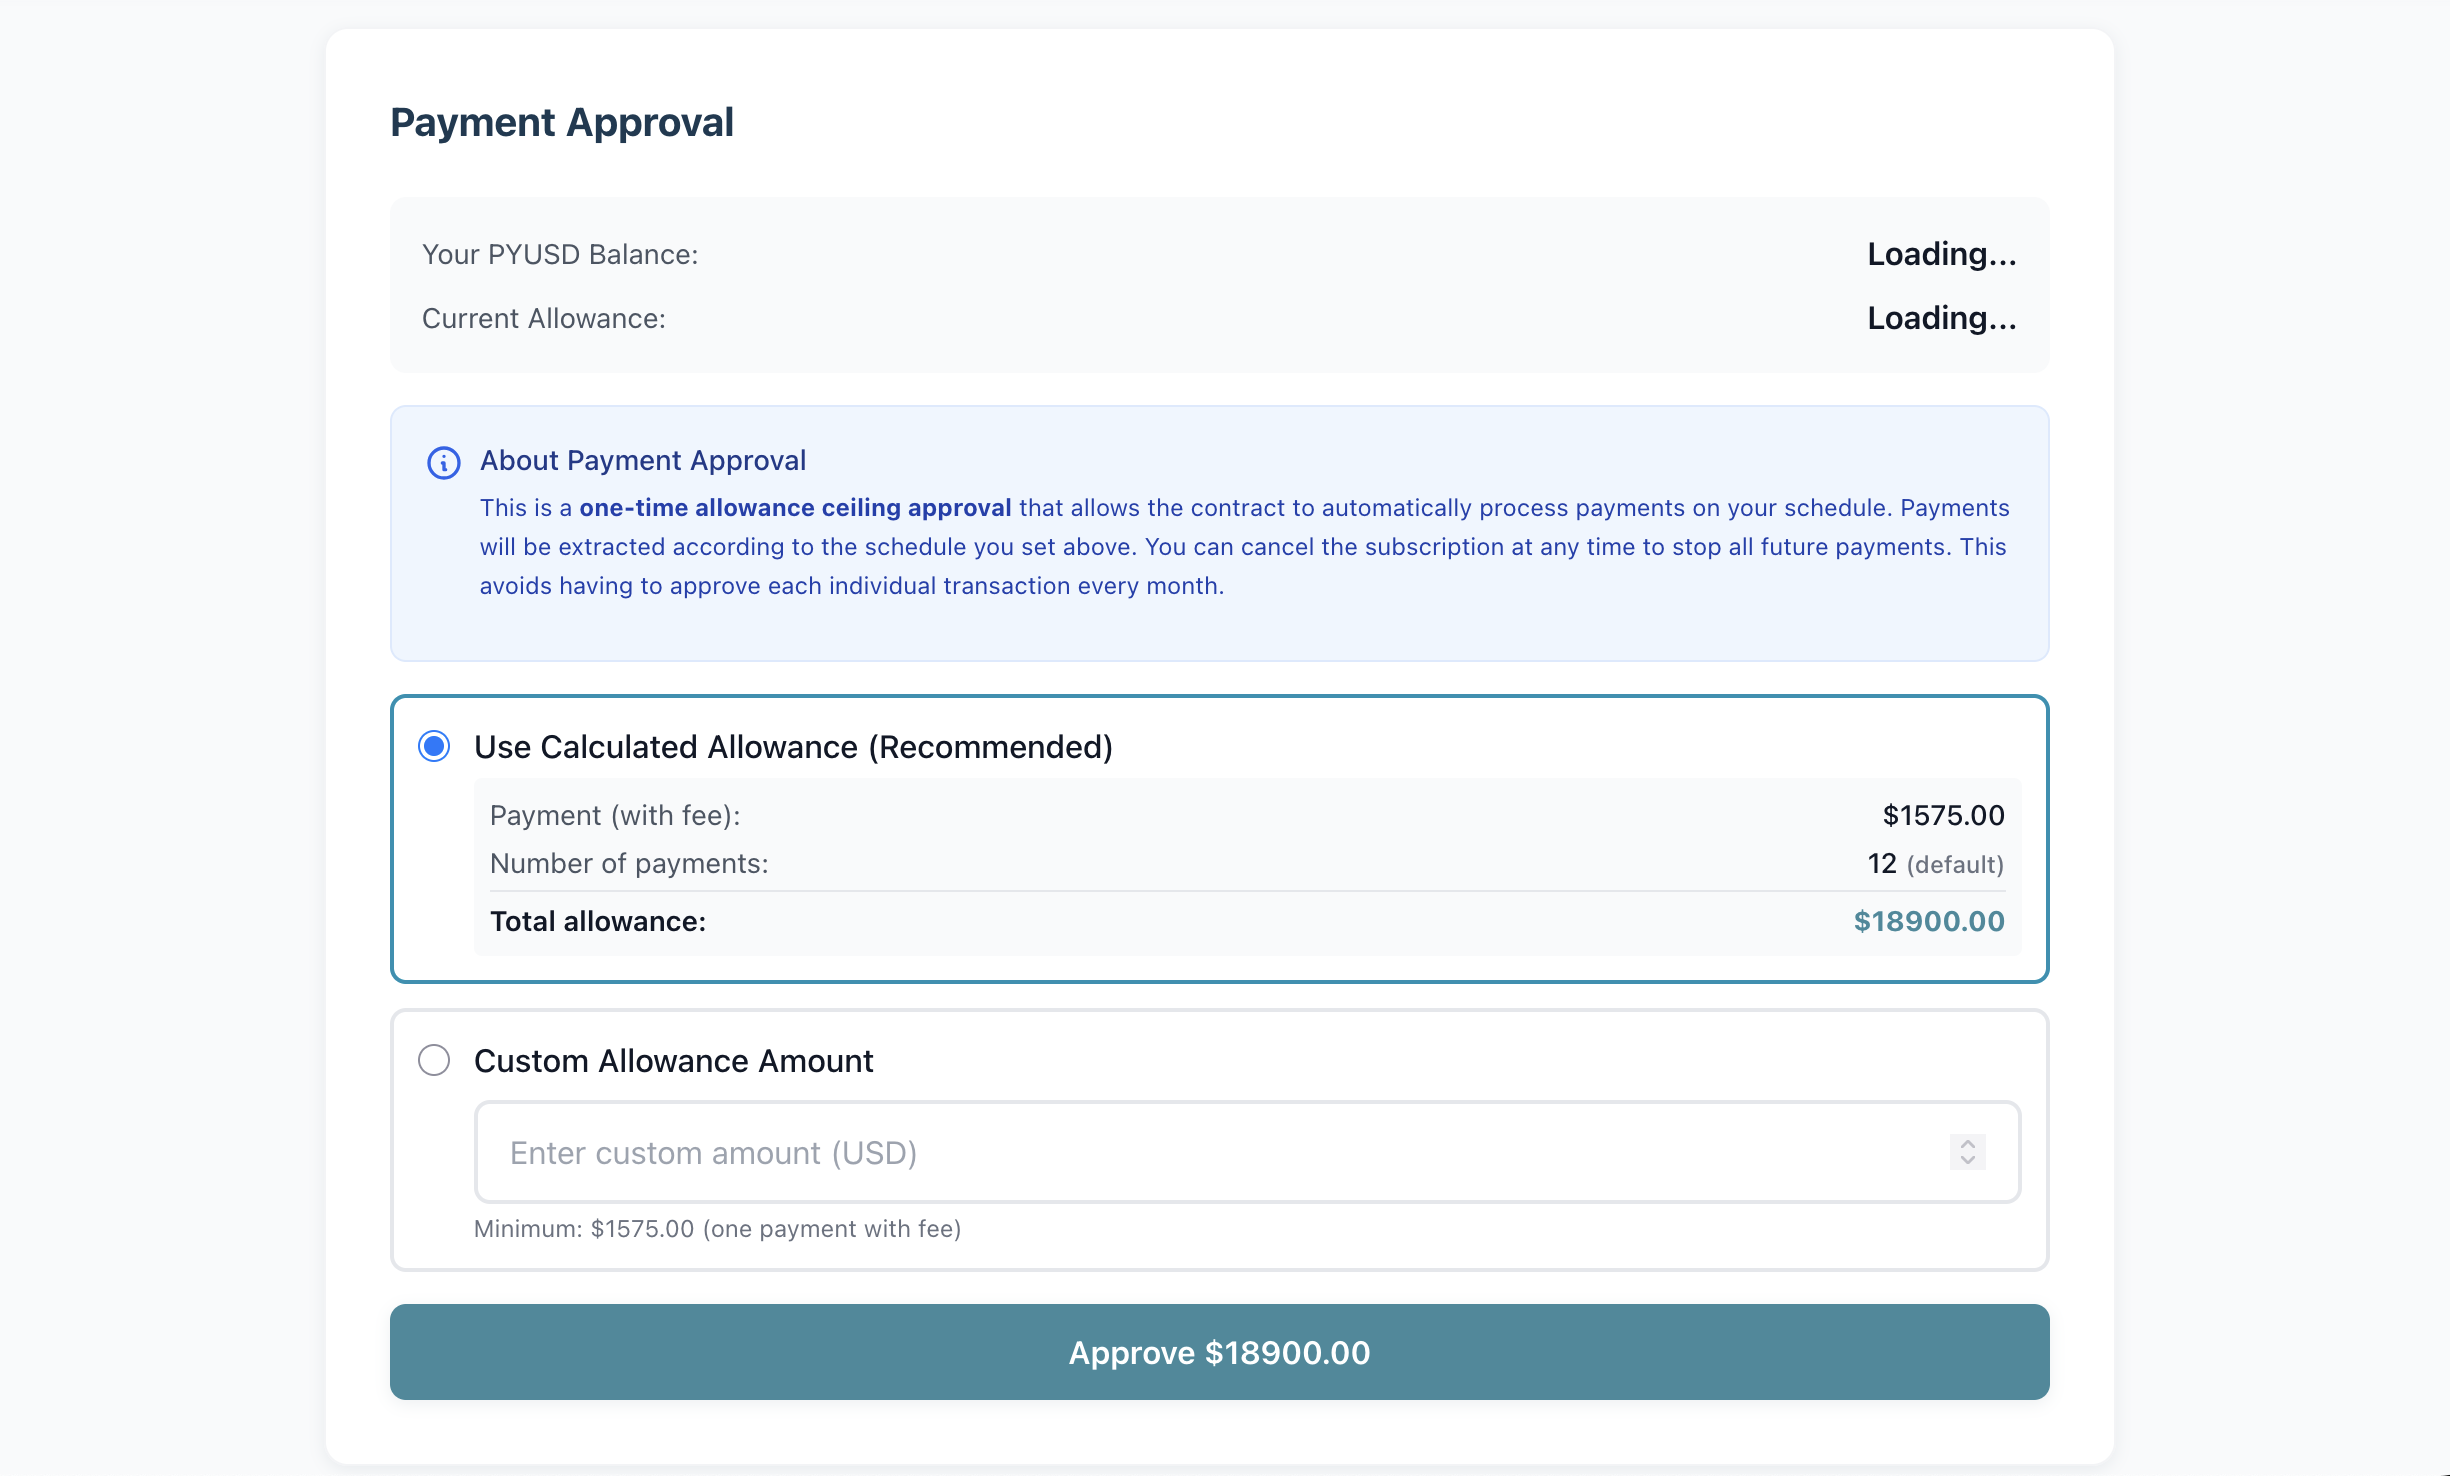 Payment Approval
Your PYUSD Balance: Loading...
Current Allowance: Loading...
About Payment Approval
This is a one-time allowance ceiling approval that allows the contract to automatically process payments on your schedule. Payments
will be extracted according to the schedule you set above. You can cancel the subscription at any time to stop all future payments. This
avoids having to approve each individual transaction every month.
Use Calculated Allowance (Recommended)
Payment (with fee): $1575.00
Number of payments: 12 (default)
Total allowance: $18900.00
Custom Allowance Amount
Enter custom amount (USD)
Minimum: $1575.00 (one payment with fee)
Approve $18900.00